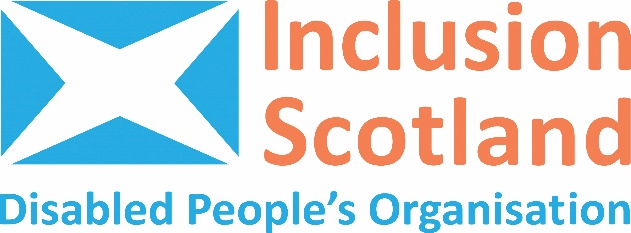 Inclusion
Scotland
Disabled People's Organisation